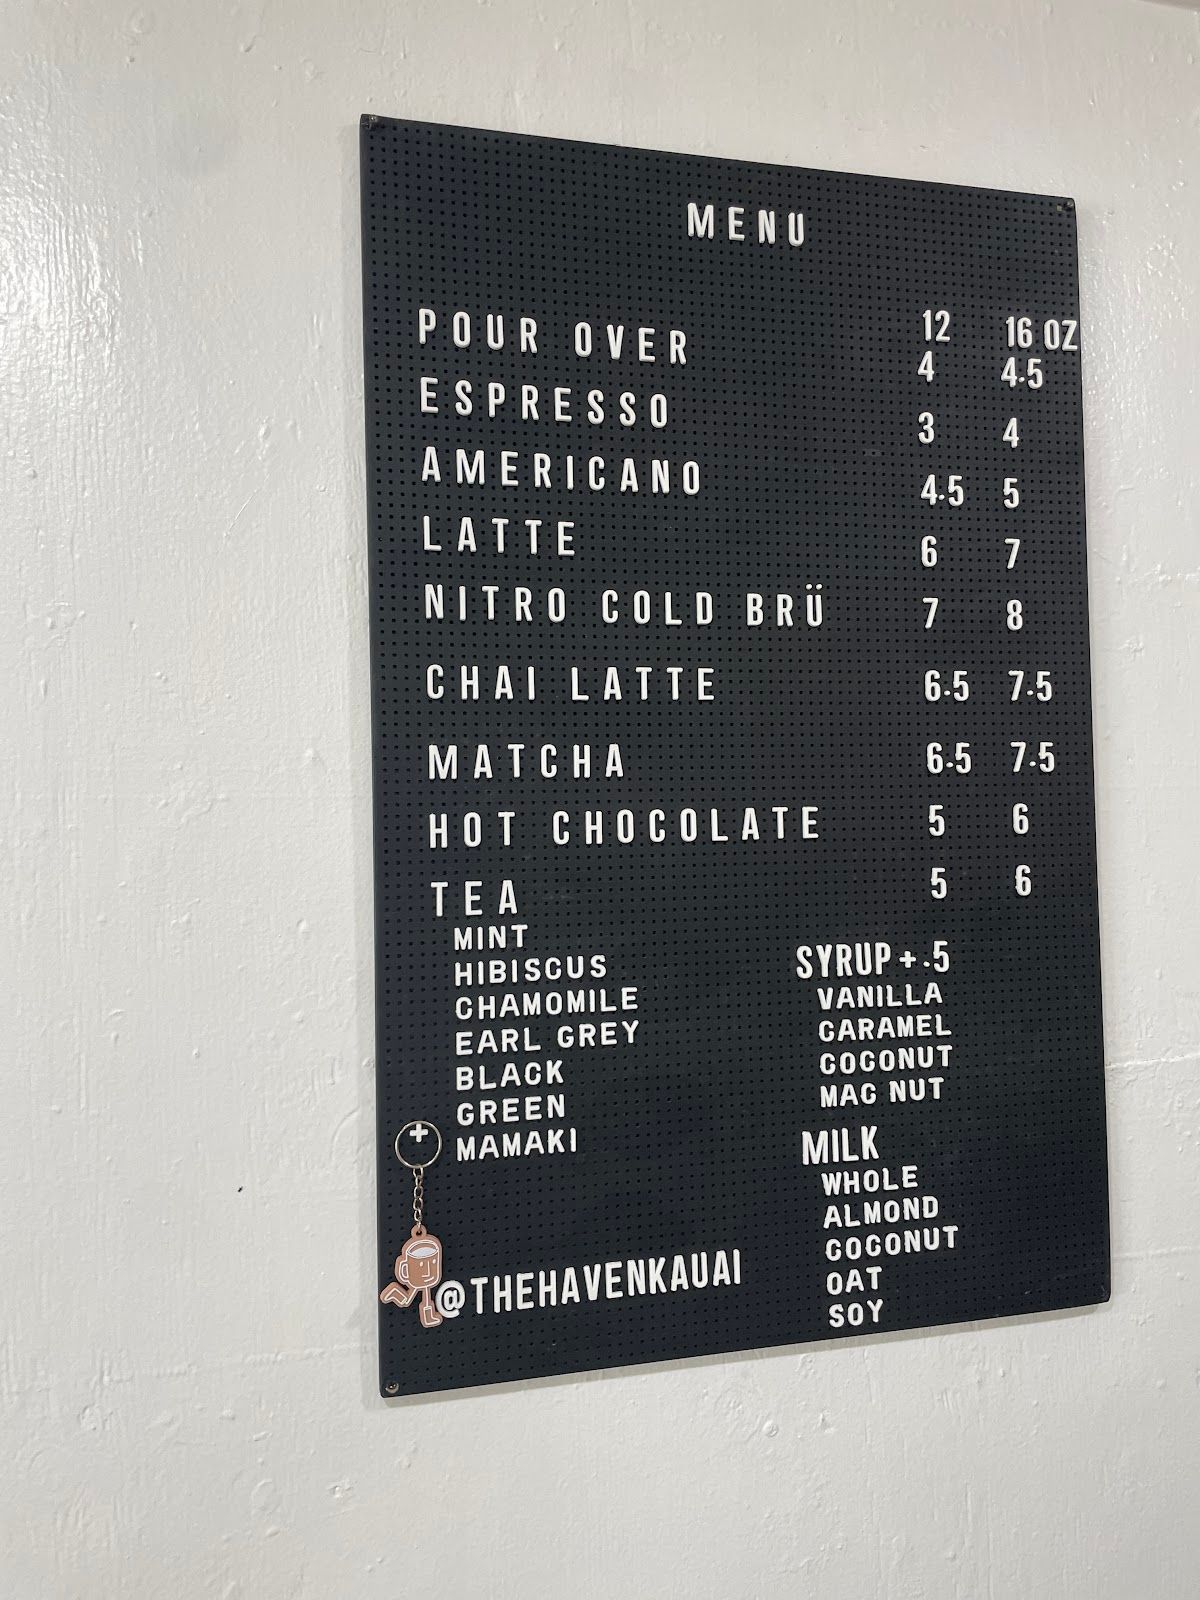 MENU
12 16 OZ
POUR OVER 4 4.5
ESPRESSO 3 4
AMERICANO 4.5 5
LATTE 6 7
NITRO COLD BRÜ 7 8
CHAI LATTE 6.5 7.5
MATCHA 6.5 7.5
HOT CHOCOLATE 5 6
TEA 5 6
MINT
HIBISCUS
CHAMOMILE
EARL GREY
BLACK
GREEN
MAMAKI
SYRUP + .5
VANILLA
CARAMEL
COCONUT
MAC NUT
MILK
WHOLE
ALMOND
COCONUT
OAT
SOY
+
@THEHAVENKAUAI